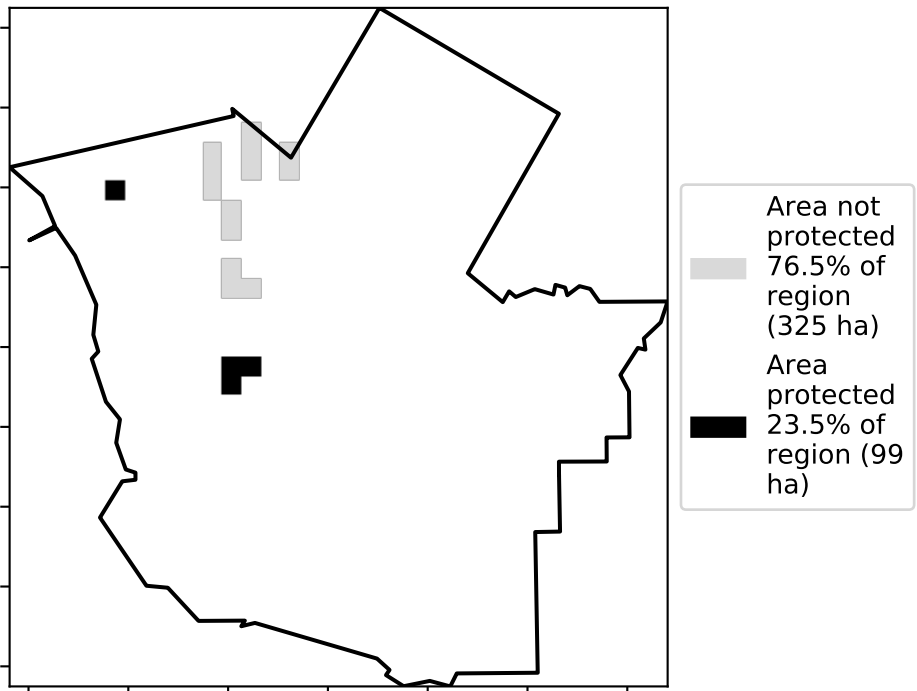 Area not
protected
76.5% of
region
(325 ha)
Area
protected
23.5% of
region (99
ha)